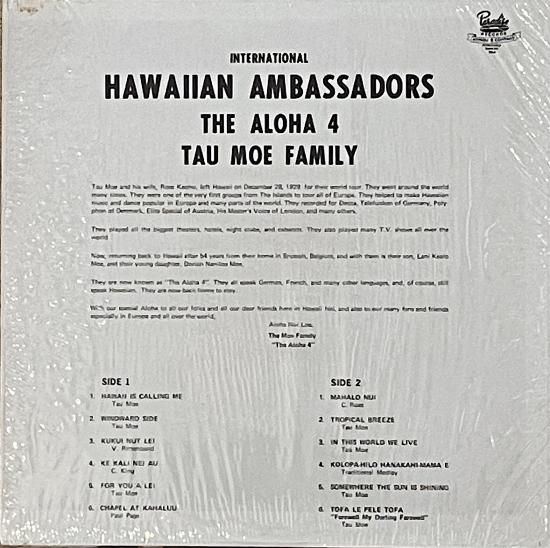 Paradise
RECORDS
INTERNATIONAL
HAWAIIAN AMBASSADORS
THE ALOHA 4
TAU MOE FAMILY
Tau Moe and his wife, Rose Kaohu, left Hawaii on December 28, 1928 for their world tour. They went around the world
many times. They were one of the very first groups from The Islands to tour all of Europe. They helped to make Hawaiian
music and dance popular in Europe and many parts of the world. They recorded for Decca, Telefunken of Germany, Poly-
phon of Denmark, Elite Special of Austria, His Master's Voice of London, and many others.
They played all the biggest theaters, hotels, night clubs, and cabarets. They also played many T.V. shows all over the
world.
Now, returning back to Hawaii after 54 years from their home in Brussels, Belgium, and with them is their son, Lani Kealo
Moe, and their young daughter, Dorian Namilee Moe.
They are now known as "The Aloha 4". They all speak German, French, and many other languages, and, of course, still
speak Hawaiian. They are now back home to stay.
With our special Aloha to all our folks and all our dear friends here in Hawaii Nei, and also to our many fans and friends
especially in Europe and all over the world.
Aloha Nui Loa,
The Moe Family
"The Aloha 4"
SIDE 1
1. HAWAII IS CALLING ME
Tau Moe
2. WINDWARD SIDE
Tau Moe
3. KUKUI NUT LEI
V.
4. KE KALI NEI AU
C. King
5. FOR YOU A LEI
Tau Moe
6. CHAPEL AT KAHALUU
Paul Page
SIDE 2
1. MAHALO NUI
C.
2. TROPICAL BREEZE
Tau Moe
3. IN THIS WORLD WE LIVE
Tau Moe
4. KOLOPA-HILO HANAKAHI-MAMA E
Traditional Medley
5. SOMEWHERE THE SUN IS SHINING
Tau Moe
6. TOFA LE PELE TOFA
"Farewell My Darling Farewell"
Tau Moe